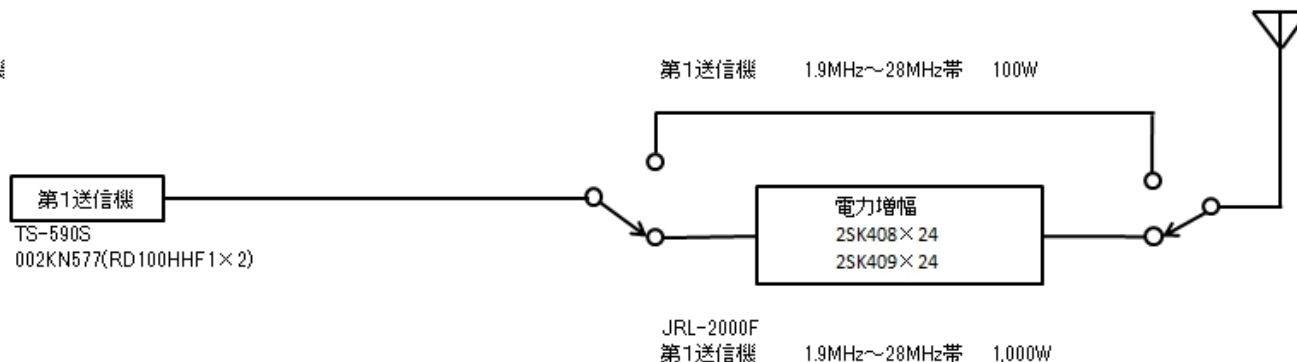 第1送信機 1.9MHz～28MHz帯 100W
第1送信機
TS-590S
002KN577(RD100HHF1×2)
電力増幅
2SK408×24
2SK409×24
JRL-2000F
第1送信機 1.9MHz～28MHz帯 1,000W